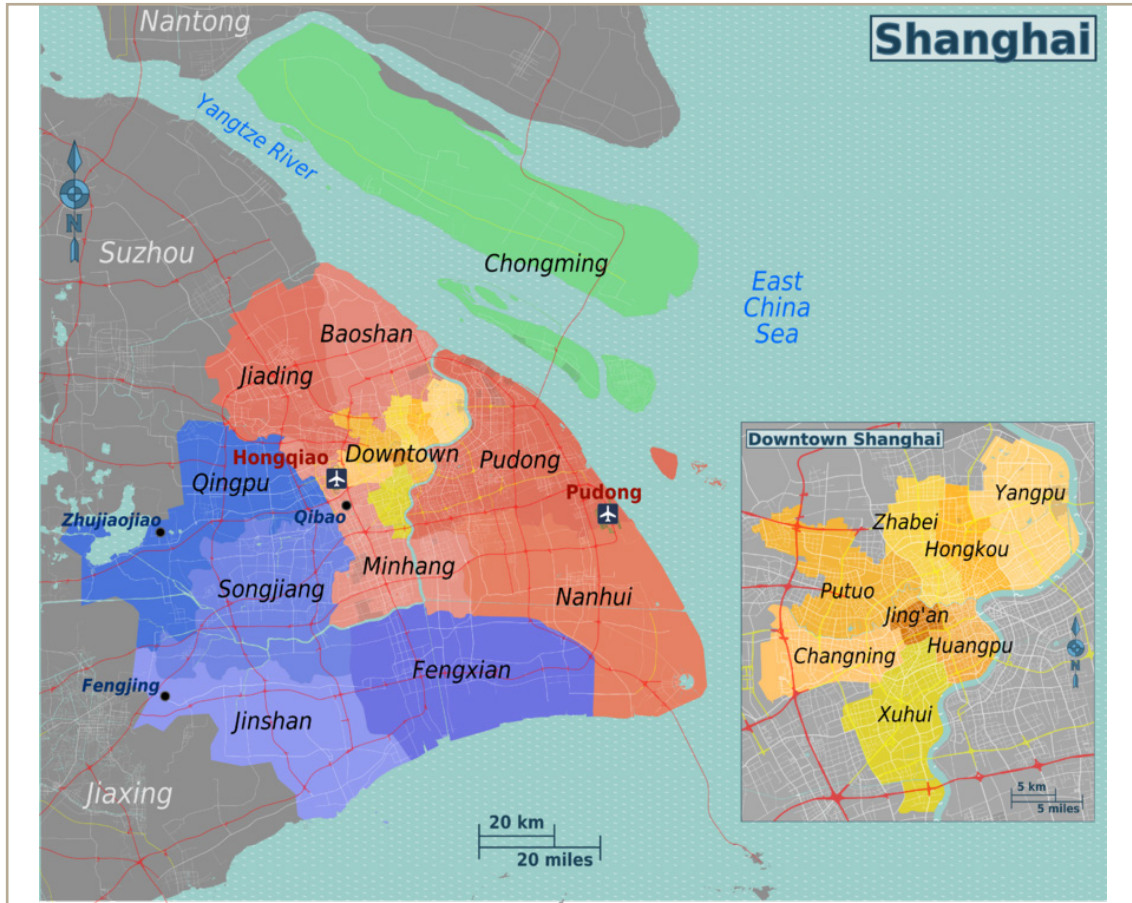 Nantong
Shanghai
Yangtze River
Suzhou
Chongming
East
China
Sea
Baoshan
Jiading
Downtown
Hongqiao
Pudong
Qingpu
Pudong
Zhujiaojiao
Qibao
Minhang
Songjiang
Nanhui
Fengxian
Fengjing
Jinshan
Jiaxing
N
20 km
20 miles
Downtown Shanghai
Yangpu
Zhabei
Hongkou
Putuo
Jing'an
Huangpu
Changning
Xuhui
N
5 km
5 miles